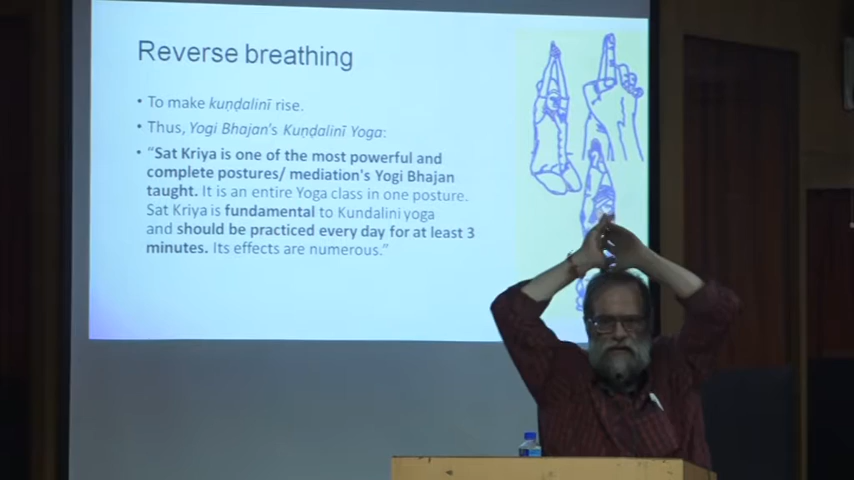 Reverse breathing
• To make kuṇḍalinī rise.
• Thus, Yogi Bhajan's Kuṇḍalinī Yoga:
• "Sat Kriya is one of the most powerful and
complete postures/ mediation's Yogi Bhajan
taught. It is an entire Yoga class in one posture.
Sat Kriya is fundamental to Kundalini yoga
and should be practiced every day for at least 3
minutes. Its effects are numerous."